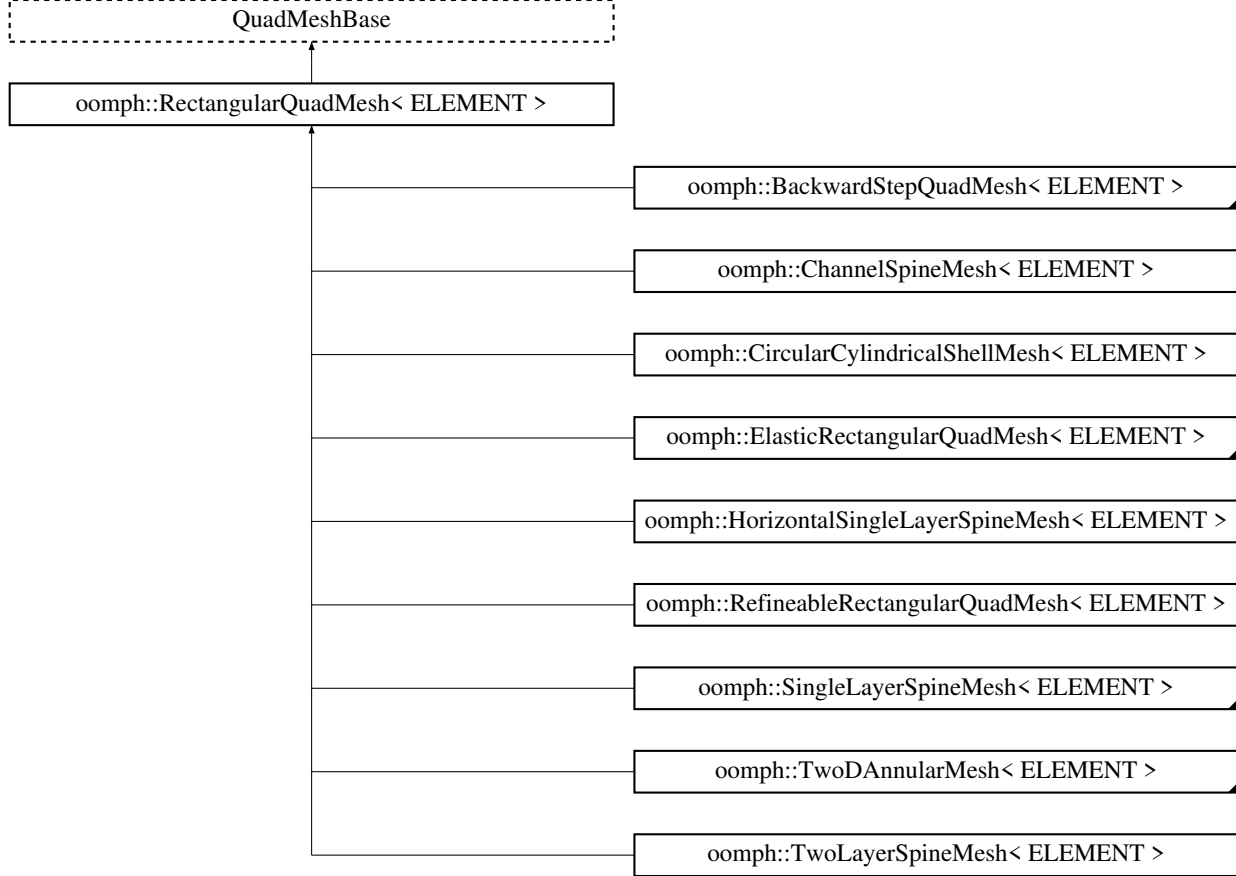 QuadMeshBase
oomph::RectangularQuadMesh< ELEMENT >
oomph::BackwardStepQuadMesh< ELEMENT >
oomph::ChannelSpineMesh< ELEMENT >
oomph::CircularCylindricalShellMesh< ELEMENT >
oomph::ElasticRectangularQuadMesh< ELEMENT >
oomph::HorizontalSingleLayerSpineMesh< ELEMENT >
oomph::RefineableRectangularQuadMesh< ELEMENT >
oomph::SingleLayerSpineMesh< ELEMENT >
oomph::TwoDAnnularMesh< ELEMENT >
oomph::TwoLayerSpineMesh< ELEMENT >